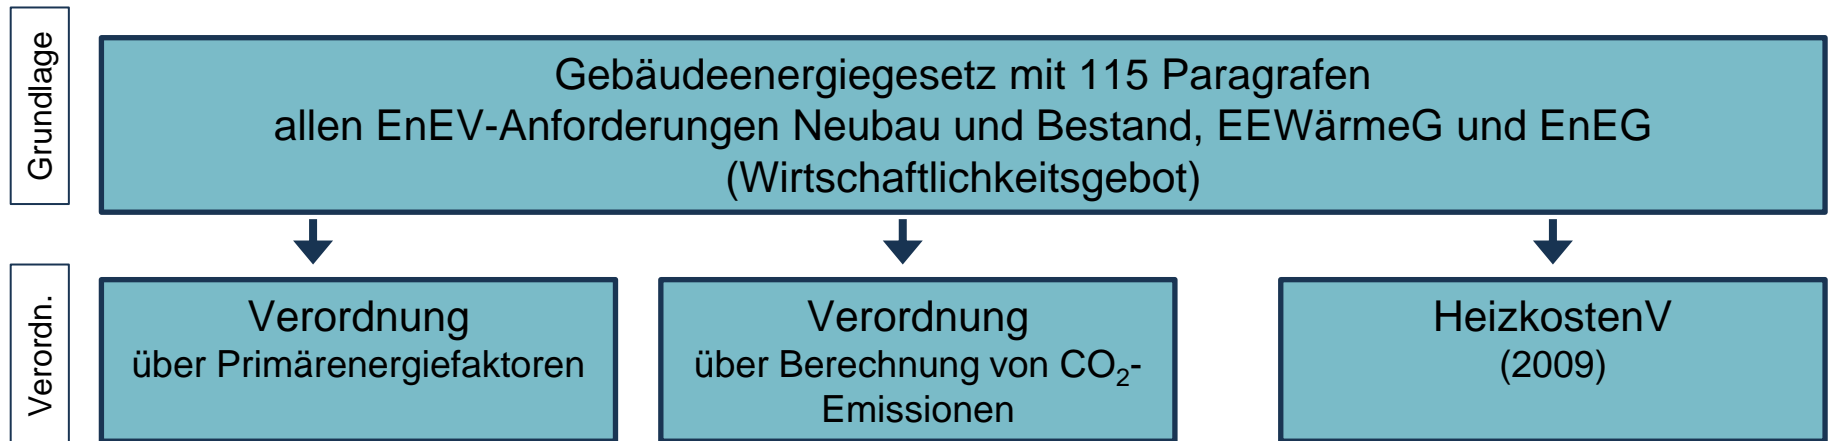 Grundlage
Gebäudeenergiegesetz mit 115 Paragrafen
allen EnEV-Anforderungen Neubau und Bestand, EEWärmeG und EnEG
(Wirtschaftlichkeitsgebot)
Verordn.
Verordnung
über Primärenergiefaktoren
Verordnung
über Berechnung von CO₂-
Emissionen
HeizkostenV
(2009)